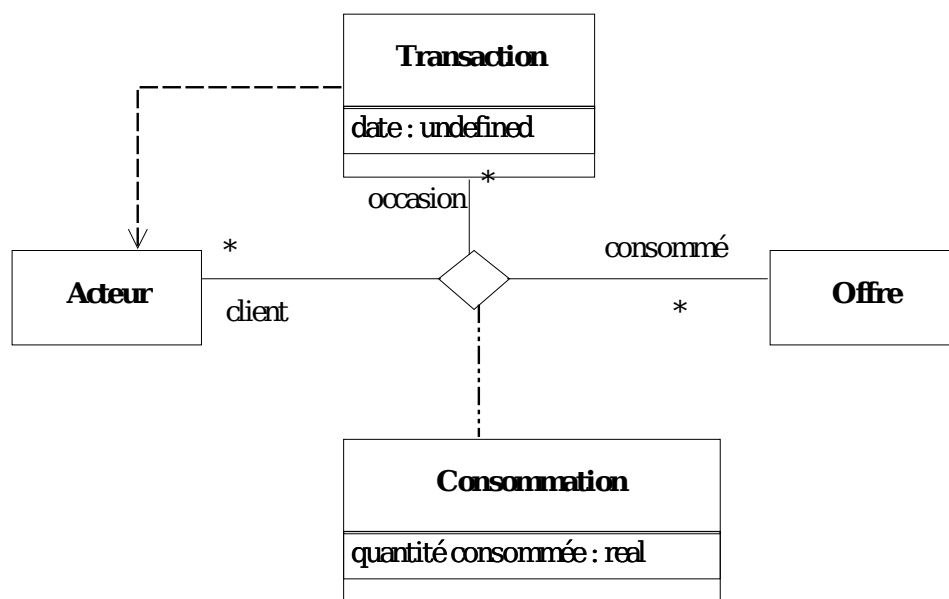 Transaction
date : undefined
occasion *
* consommé
Acteur Offre
client *
Consommation
quantité consommée : real